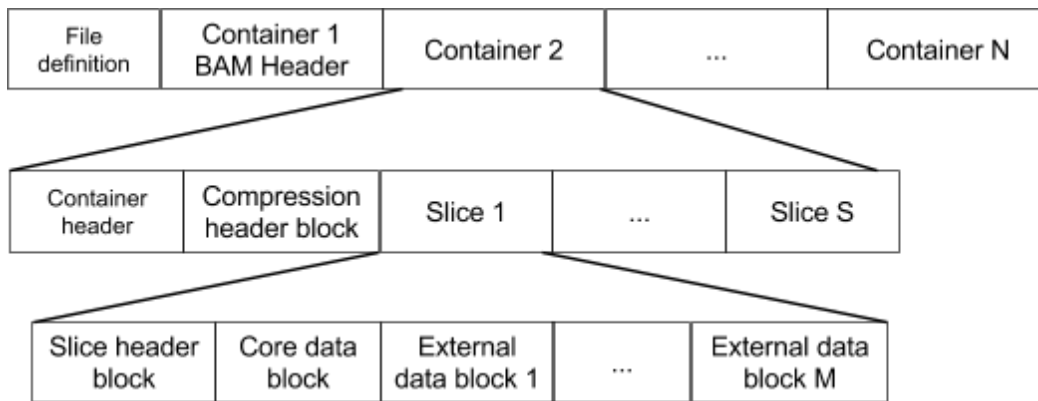 File
definition
Container 1
BAM Header
Container 2
...
Container N
Container
header
Compression
header block
Slice 1
...
Slice S
Slice header
block
Core data
block
External
data block 1
...
External data
block M